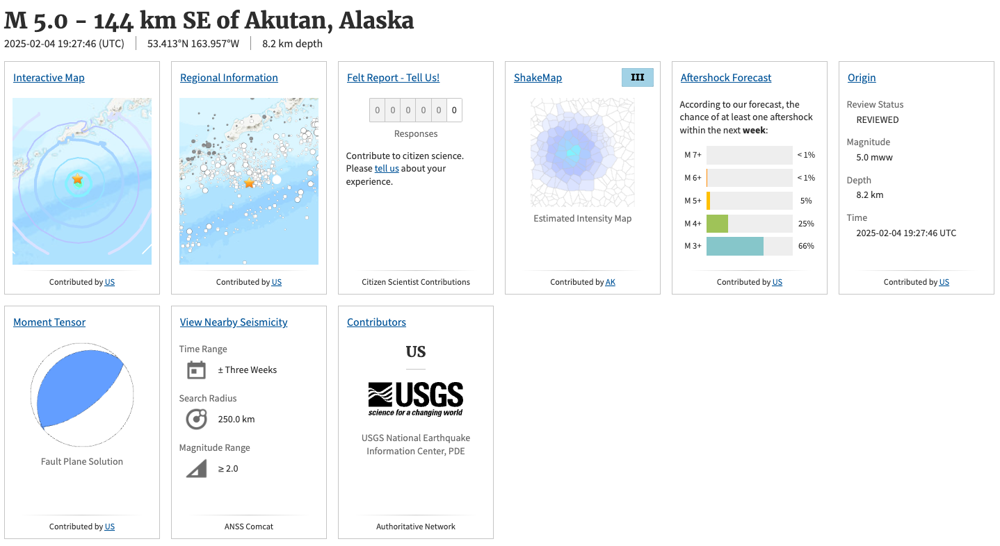 M 5.0 - 144 km SE of Akutan, Alaska
2025-02-04 19:27:46 (UTC)
53.413°N 163.957°W
8.2 km depth
Interactive Map
Contributed by US
Regional Information
Contributed by US
Felt Report - Tell Us!
0 0 0 0 0 0
Responses
Contribute to citizen science.
Please tell us about your
experience.
Citizen Scientist Contributions
ShakeMap
III
Estimated Intensity Map
Contributed by AK
Aftershock Forecast
According to our forecast, the
chance of at least one aftershock
within the next week:
M 7+ < 1%
M 6+ < 1%
M 5+ 5%
M 4+ 25%
M 3+ 66%
Contributed by US
Origin
Review Status
REVIEWED
Magnitude
5.0 mww
Depth
8.2 km
Time
2025-02-04 19:27:46 UTC
Contributed by US
Moment Tensor
Fault Plane Solution
Contributed by US
View Nearby Seismicity
Time Range
± Three Weeks
Search Radius
250.0 km
Magnitude Range
≥ 2.0
ANSS Comcat
Contributors
US
USGS
science for a changing world
USGS National Earthquake
Information Center, PDE
Authoritative Network